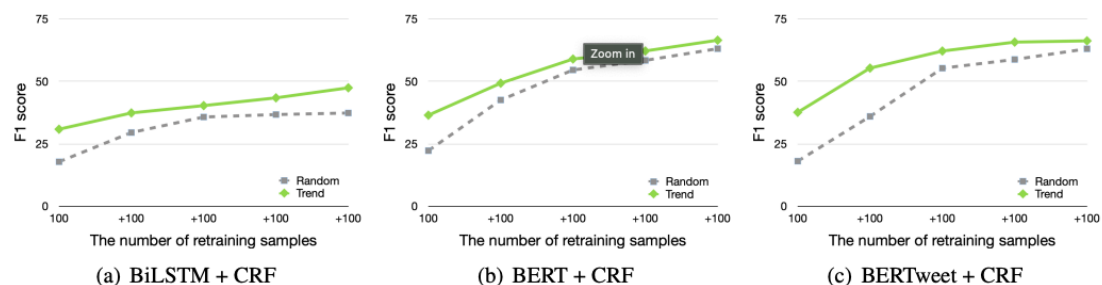 75
50
25
0
F1 score
Random
Trend
100 +100 +100 +100 +100
The number of retraining samples
(a) BiLSTM + CRF
75
50
25
0
F1 score
Zoom in
Random
Trend
100 +100 +100 +100 +100
The number of retraining samples
(b) BERT + CRF
75
50
25
0
F1 score
Random
Trend
100 +100 +100 +100 +100
The number of retraining samples
(c) BERTweet + CRF